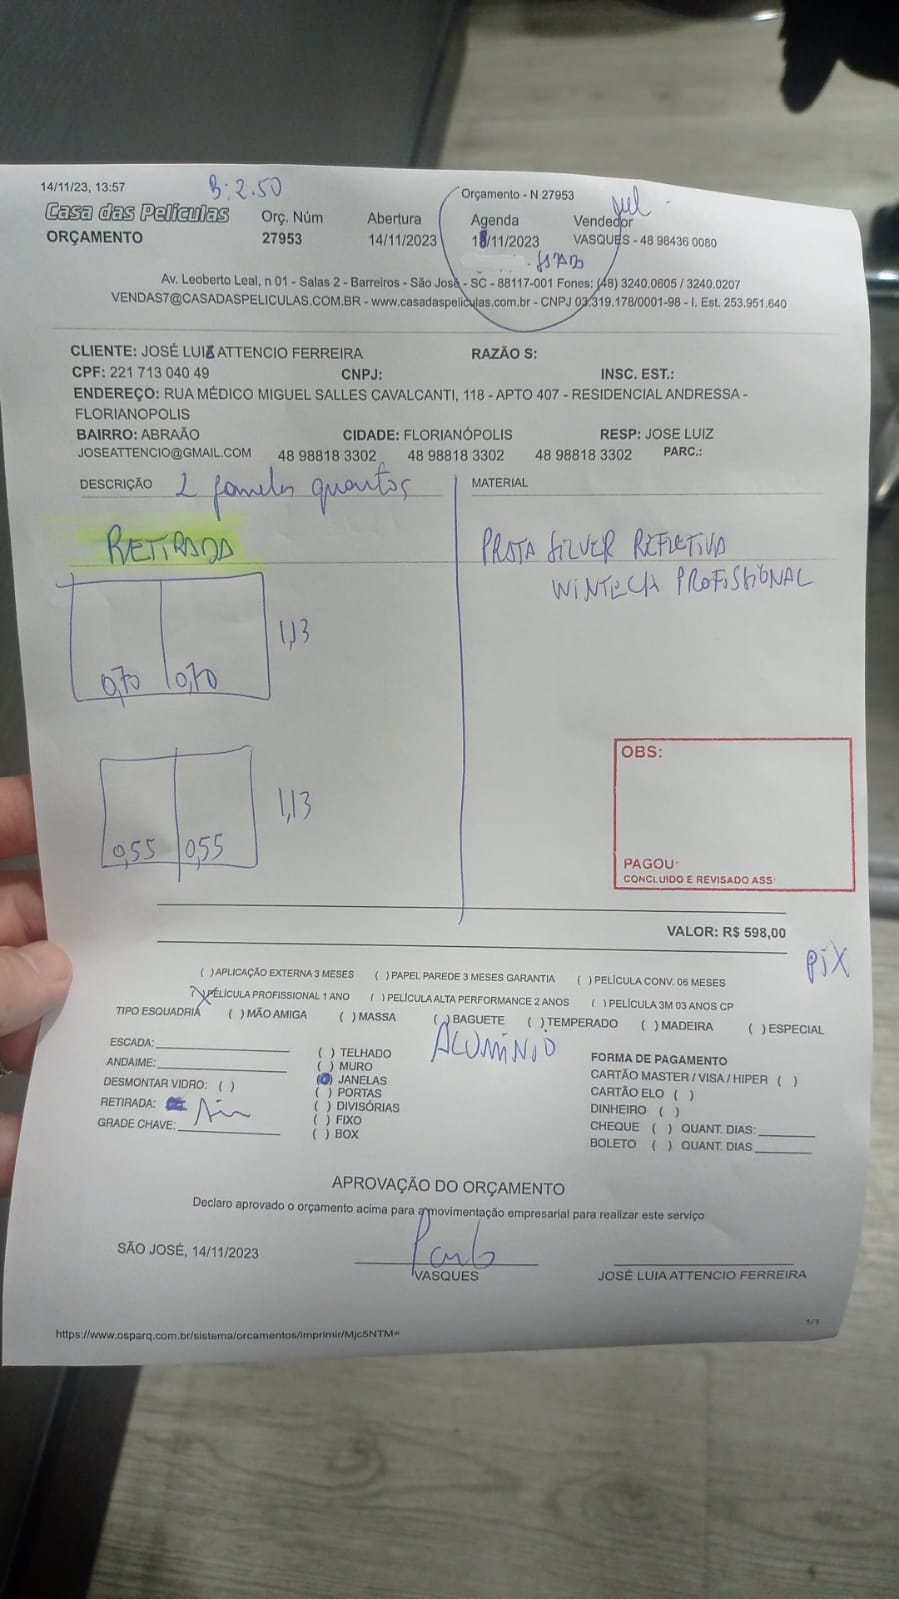 14/11/23, 13:57
B: 2.50
Orçamento - N 27953
Casa das Películas
Orç. Núm
Abertura
Agenda
Vendedor
ORÇAMENTO
27953
14/11/2023
18/11/2023
VASQUES - 48 98436 0080
Av. Leoberto Leal, n 01 - Salas 2 - Barreiros - São José - SC - 88117-001 Fones: (48) 3240.0605 / 3240.0207
VENDAS7@CASADASPELICULAS.COM.BR - www.casadaspeliculas.com.br - CNPJ 03.319.178/0001-98 - I. Est. 253.951.640
CLIENTE: JOSÉ LUIZ ATTENCIO FERREIRA
RAZÃO S:
CPF: 221 713 040 49
CNPJ:
INSC. EST.:
ENDEREÇO: RUA MÉDICO MIGUEL SALLES CAVALCANTI, 118 - APTO 407 - RESIDENCIAL ANDRESSA -
FLORIANOPOLIS
BAIRRO: ABRAÃO
CIDADE: FLORIANÓPOLIS
RESP: JOSE LUIZ
JOSEATTENCIO@GMAIL.COM
48 98818 3302
48 98818 3302
48 98818 3302
PARC.:
DESCRIÇÃO
2 janelas quartos
MATERIAL
RETIRADA
PRATA SILVER REFLETIVA
WINTECH PROFISSIONAL
1,13
0,70
0,70
1,13
0,55
0,55
OBS:
PAGOU:
CONCLUIDO E REVISADO ASS:
VALOR: R$ 598,00
PIX
( ) APLICAÇÃO EXTERNA 3 MESES
( ) PAPEL PAREDE 3 MESES GARANTIA
( ) PELÍCULA CONV. 06 MESES
(X) PELÍCULA PROFISSIONAL 1 ANO
( ) PELÍCULA ALTA PERFORMANCE 2 ANOS
( ) PELÍCULA 3M 03 ANOS CP
TIPO ESQUADRIA
( ) MÃO AMIGA
( ) MASSA
( ) BAGUETE
( ) TEMPERADO
( ) MADEIRA
( ) ESPECIAL
ALUMÍNIO
ESCADA:
ANDAIME:
DESMONTAR VIDRO: ( )
RETIRADA: Sim
GRADE CHAVE:
( ) TELHADO
( ) MURO
( ) JANELAS
( ) PORTAS
( ) DIVISÓRIAS
( ) FIXO
( ) BOX
FORMA DE PAGAMENTO
CARTÃO MASTER / VISA / HIPER ( )
CARTÃO ELO ( )
DINHEIRO ( )
CHEQUE ( ) QUANT. DIAS:
BOLETO ( ) QUANT. DIAS
APROVAÇÃO DO ORÇAMENTO
Declaro aprovado o orçamento acima para a movimentação empresarial para realizar este serviço
SÃO JOSÉ, 14/11/2023
VASQUES
JOSÉ LUIA ATTENCIO FERREIRA
1/1
https://www.osparq.com.br/sistema/orcamentos/imprimir/Mjc5NTM=